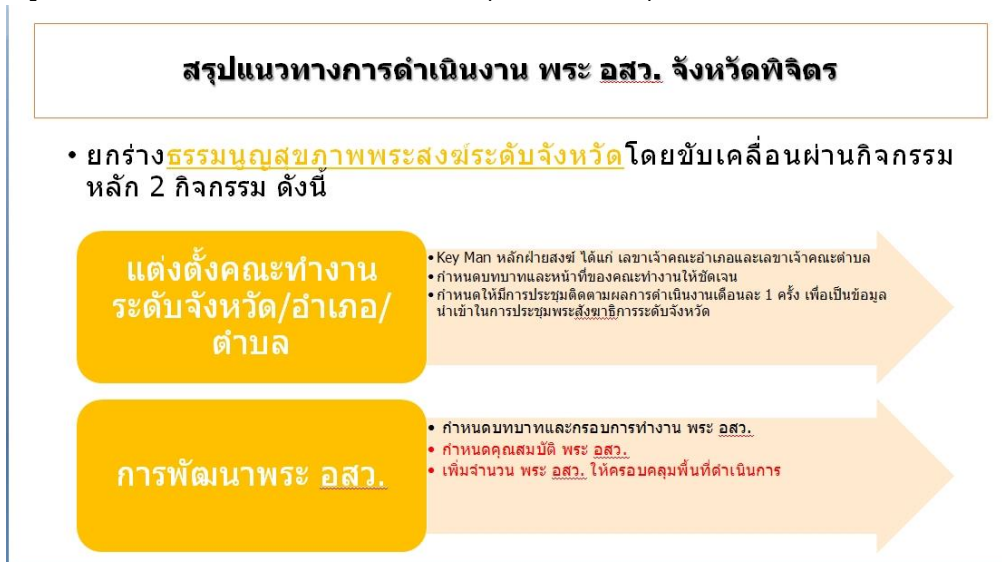 สรุปแนวทางการดำเนินงาน พระ อสว. จังหวัดพิจิตร
• ยกร่างธรรมนูญสุขภาพพระสงฆ์ระดับจังหวัดโดยขับเคลื่อนผ่านกิจกรรม
หลัก 2 กิจกรรม ดังนี้
แต่งตั้งคณะทำงาน
ระดับจังหวัด/อำเภอ/
ตำบล
• Key Man หลักฝ่ายสงฆ์ ได้แก่ เลขาเจ้าคณะอำเภอและเลขาเจ้าคณะตำบล
• กำหนดบทบาทและหน้าที่ของคณะทำงานให้ชัดเจน
• กำหนดให้มีการประชุมติดตามผลการดำเนินงานเดือนละ 1 ครั้ง เพื่อเป็นข้อมูล
นำเข้าในการประชุมพระสังฆาธิการระดับจังหวัด
การพัฒนาพระ อสว.
• กำหนดบทบาทและกรอบการทำงาน พระ อสว.
• กำหนดคุณสมบัติ พระ อสว.
• เพิ่มจำนวน พระ อสว. ให้ครอบคลุมพื้นที่ดำเนินการ